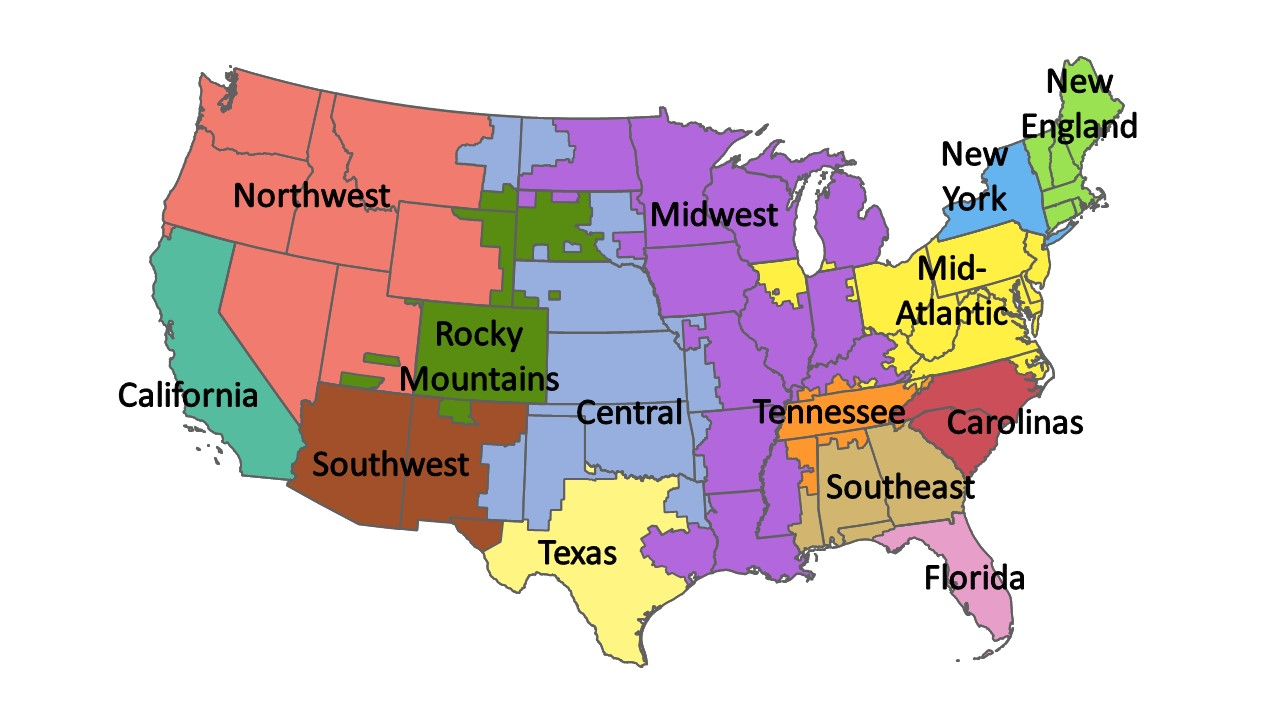 New
England
New
York
Northwest
Midwest
Mid-
Atlantic
Rocky
Mountains
California
Central
Tennessee
Carolinas
Southwest
Southeast
Texas
Florida